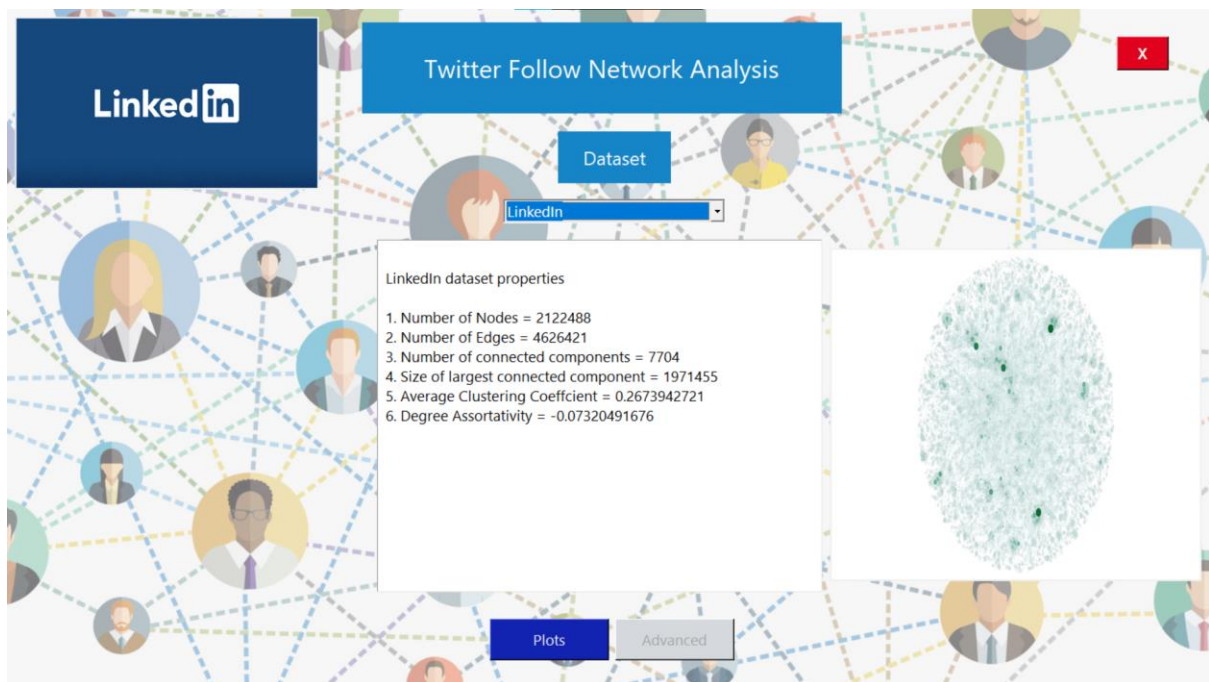 Linked in
Twitter Follow Network Analysis
X
Dataset
LinkedIn
LinkedIn dataset properties
1. Number of Nodes = 2122488
2. Number of Edges = 4626421
3. Number of connected components = 7704
4. Size of largest connected component = 1971455
5. Average Clustering Coeffcient = 0.2673942721
6. Degree Assortativity = -0.07320491676
Plots
Advanced